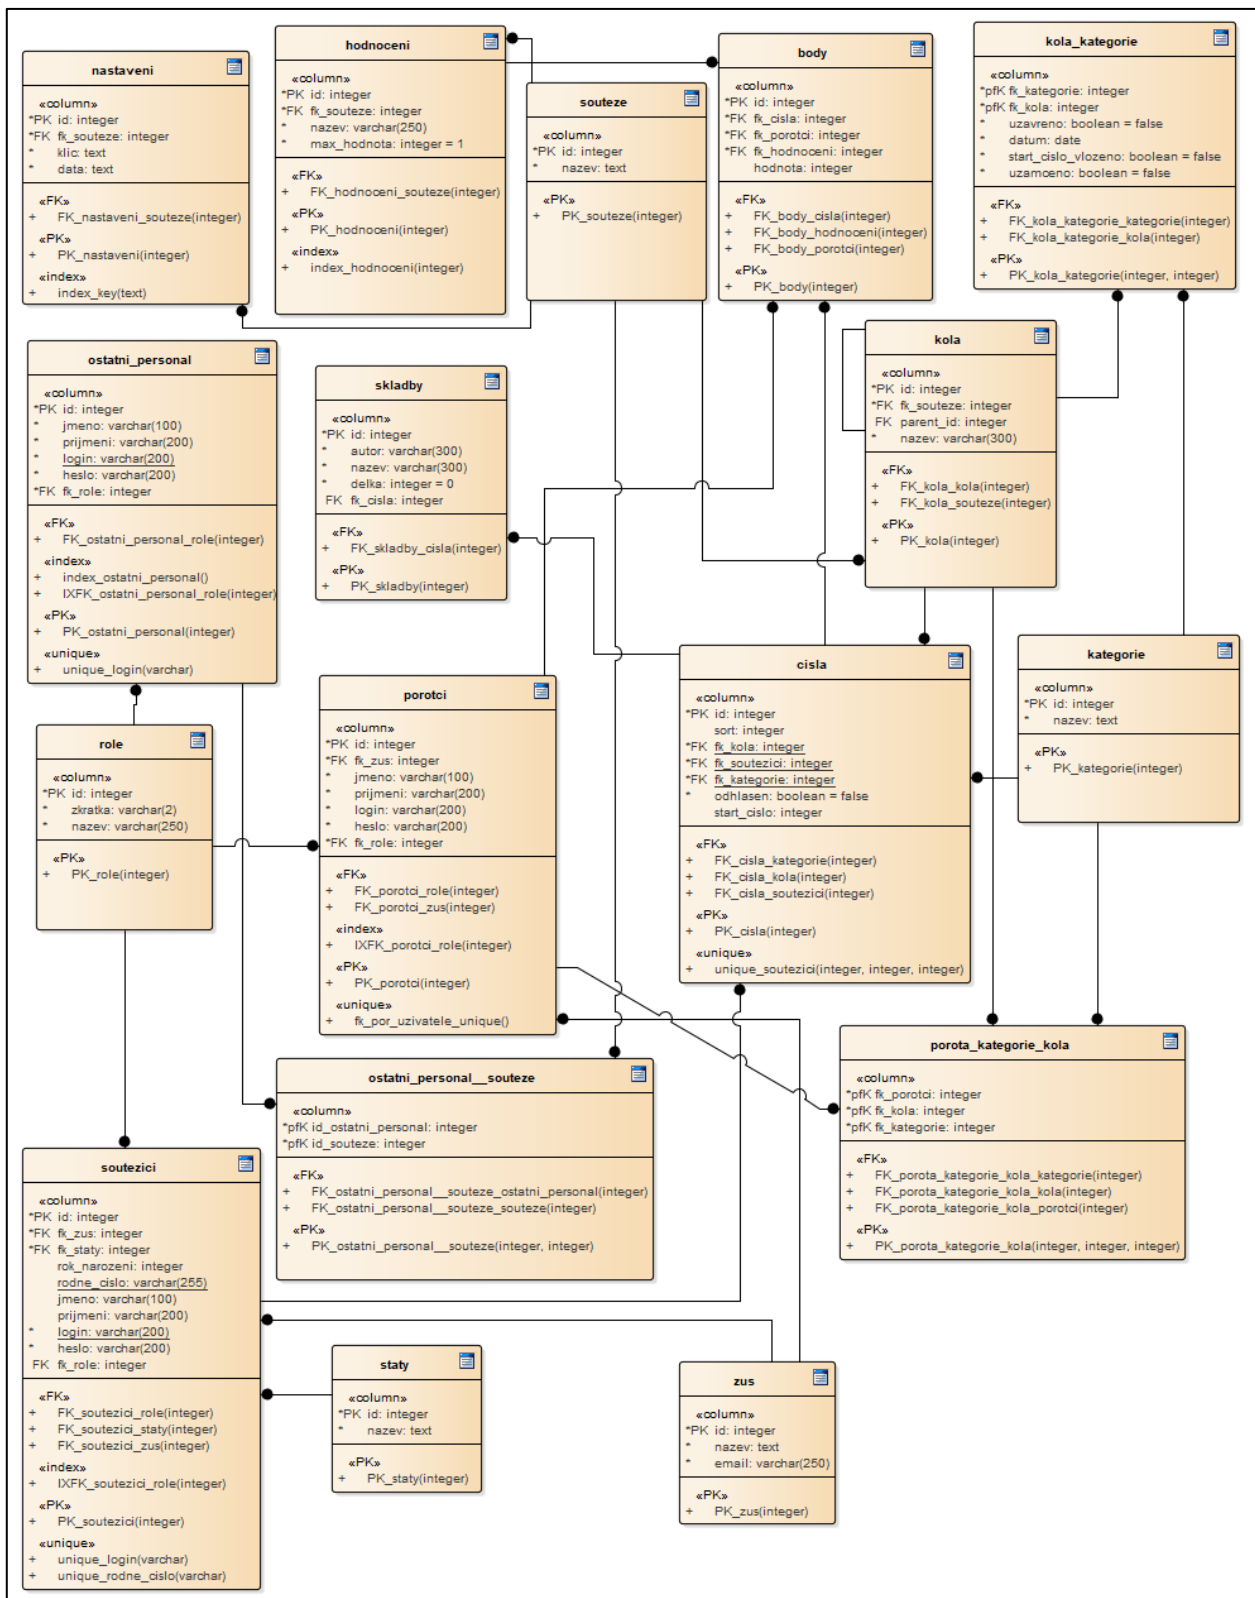 nastaveni
«column»
*PK id: integer
*FK fk_souteze: integer
* klic: text
* data: text
«FK»
+ FK_nastaveni_souteze(integer)
«PK»
+ PK_nastaveni(integer)
«index»
+ index_key(text)
hodnoceni
«column»
*PK id: integer
*FK fk_souteze: integer
* nazev: varchar(250)
* max_hodnota: integer = 1
«FK»
+ FK_hodnoceni_souteze(integer)
«PK»
+ PK_hodnoceni(integer)
«index»
+ index_hodnoceni(integer)
souteze
«column»
*PK id: integer
* nazev: text
«PK»
+ PK_souteze(integer)
body
«column»
*PK id: integer
*FK fk_cisla: integer
*FK fk_porotci: integer
*FK fk_hodnoceni: integer
hodnota: integer
«FK»
+ FK_body_cisla(integer)
+ FK_body_hodnoceni(integer)
+ FK_body_porotci(integer)
«PK»
+ PK_body(integer)
kola_kategorie
«column»
*pfK fk_kategorie: integer
*pfK fk_kola: integer
* uzavreno: boolean = false
* datum: date
* start_cislo_vlozeno: boolean = false
* uzamceno: boolean = false
«FK»
+ FK_kola_kategorie_kategorie(integer)
+ FK_kola_kategorie_kola(integer)
«PK»
+ PK_kola_kategorie(integer, integer)
ostatni_personal
«column»
*PK id: integer
* jmeno: varchar(100)
* prijmeni: varchar(200)
* login: varchar(200)
* heslo: varchar(200)
*FK fk_role: integer
«FK»
+ FK_ostatni_personal_role(integer)
«index»
+ index_ostatni_personal()
+ IXFK_ostatni_personal_role(integer)
«PK»
+ PK_ostatni_personal(integer)
«unique»
+ unique_login(varchar)
skladby
«column»
*PK id: integer
* autor: varchar(300)
* nazev: varchar(300)
* delka: integer = 0
FK fk_cisla: integer
«FK»
+ FK_skladby_cisla(integer)
«PK»
+ PK_skladby(integer)
kola
«column»
*PK id: integer
*FK fk_souteze: integer
FK parent_id: integer
* nazev: varchar(300)
«FK»
+ FK_kola_kola(integer)
+ FK_kola_souteze(integer)
«PK»
+ PK_kola(integer)
role
«column»
*PK id: integer
* zkratka: varchar(2)
* nazev: varchar(250)
«PK»
+ PK_role(integer)
porotci
«column»
*PK id: integer
*FK fk_zus: integer
* jmeno: varchar(100)
* prijmeni: varchar(200)
* login: varchar(200)
* heslo: varchar(200)
*FK fk_role: integer
«FK»
+ FK_porotci_role(integer)
+ FK_porotci_zus(integer)
«index»
+ IXFK_porotci_role(integer)
«PK»
+ PK_porotci(integer)
«unique»
+ fk_por_uzivatele_unique()
cisla
«column»
*PK id: integer
sort: integer
*FK fk_kola: integer
*FK fk_soutezici: integer
*FK fk_kategorie: integer
* odhlasen: boolean = false
start_cislo: integer
«FK»
+ FK_cisla_kategorie(integer)
+ FK_cisla_kola(integer)
+ FK_cisla_soutezici(integer)
«PK»
+ PK_cisla(integer)
«unique»
+ unique_soutezici(integer, integer, integer)
kategorie
«column»
*PK id: integer
* nazev: text
«PK»
+ PK_kategorie(integer)
ostatni_personal__souteze
«column»
*pfK id_ostatni_personal: integer
*pfK id_souteze: integer
«FK»
+ FK_ostatni_personal__souteze_ostatni_personal(integer)
+ FK_ostatni_personal__souteze_souteze(integer)
«PK»
+ PK_ostatni_personal__souteze(integer, integer)
porota_kategorie_kola
«column»
*pfK fk_porotci: integer
*pfK fk_kola: integer
*pfK fk_kategorie: integer
«FK»
+ FK_porota_kategorie_kola_kategorie(integer)
+ FK_porota_kategorie_kola_kola(integer)
+ FK_porota_kategorie_kola_porotci(integer)
«PK»
+ PK_porota_kategorie_kola(integer, integer, integer)
soutezici
«column»
*PK id: integer
*FK fk_zus: integer
*FK fk_staty: integer
rok_narozeni: integer
rodne_cislo: varchar(255)
jmeno: varchar(100)
prijmeni: varchar(200)
* login: varchar(200)
* heslo: varchar(200)
FK fk_role: integer
«FK»
+ FK_soutezici_role(integer)
+ FK_soutezici_staty(integer)
+ FK_soutezici_zus(integer)
«index»
+ IXFK_soutezici_role(integer)
«PK»
+ PK_soutezici(integer)
«unique»
+ unique_login(varchar)
+ unique_rodne_cislo(varchar)
staty
«column»
*PK id: integer
* nazev: text
«PK»
+ PK_staty(integer)
zus
«column»
*PK id: integer
* nazev: text
* email: varchar(250)
«PK»
+ PK_zus(integer)